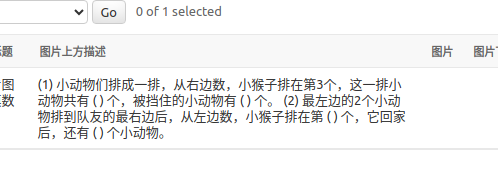 Go 0 of 1 selected
标题 图片上方描述 图片
(1) 小动物们排成一排，从右边数，小猴子排在第3个，这一排小
图
动物共有 ( ) 个，被挡住的小动物有 ( ) 个。 (2) 最左边的2个小动
数
物排到队友的最右边后，从左边数，小猴子排在第 ( ) 个，它回家
后，还有 ( ) 个小动物。